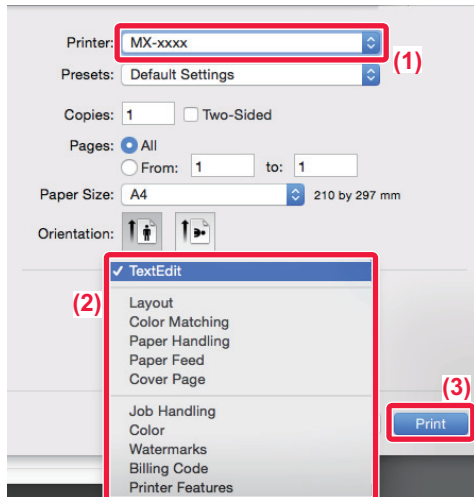 Printer: MX-xxxx
(1)
Presets: Default Settings
Copies: 1 Two-Sided
Pages: All
From: 1 to: 1
Paper Size: A4 210 by 297 mm
Orientation:
✓ TextEdit
(2)
Layout
Color Matching
Paper Handling
Paper Feed
Cover Page
(3)
Job Handling
Print
Color
Watermarks
Billing Code
Printer Features